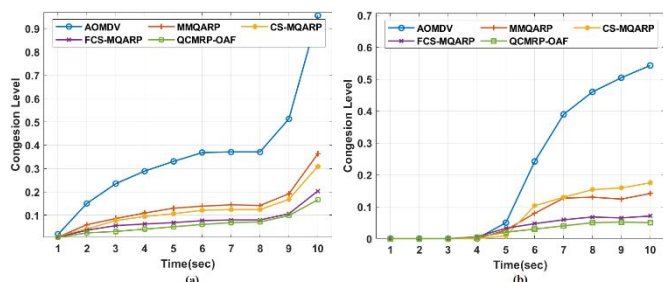 AOMDV MMQARP CS-MQARP
FCS-MQARP QCMRP-OAF
Congesion Level
0.9
0.8
0.7
0.6
0.5
0.4
0.3
0.2
0.1
1 2 3 4 5 6 7 8 9 10
Time(sec)
(a)
AOMDV MMQARP CS-MQARP
FCS-MQARP QCMRP-OAF
Congesion Level
0.7
0.6
0.5
0.4
0.3
0.2
0.1
0
1 2 3 4 5 6 7 8 9 10
Time(sec)
(b)